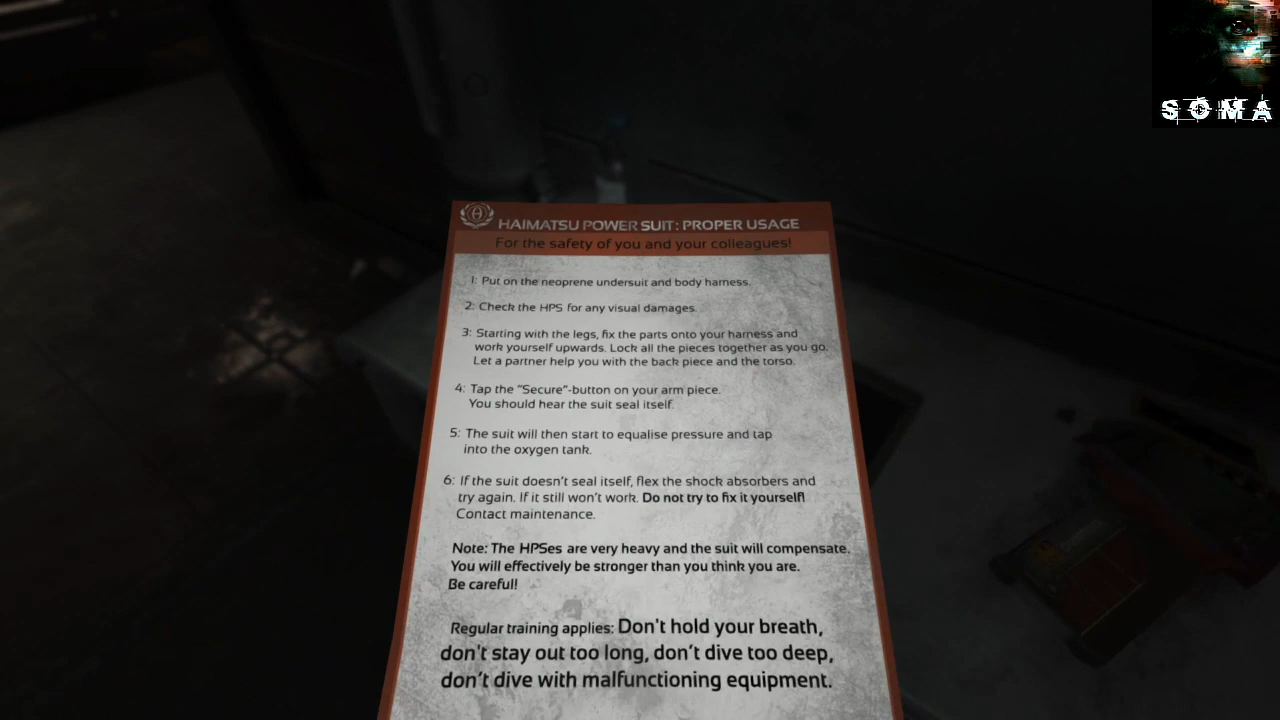 SOMA
HAIMATSU POWER SUIT: PROPER USAGE
For the safety of you and your colleagues!
1: Put on the neoprene undersuit and body harness.
2: Check the HPS for any visual damages.
3: Starting with the legs, fix the parts onto your harness and
work yourself upwards. Lock all the pieces together as you go.
Let a partner help you with the back piece and the torso.
4: Tap the "Secure"-button on your arm piece.
You should hear the suit seal itself.
5: The suit will then start to equalise pressure and tap
into the oxygen tank.
6: If the suit doesn't seal itself, flex the shock absorbers and
try again. If it still won't work. Do not try to fix it yourself!
Contact maintenance.
Note: The HPSes are very heavy and the suit will compensate.
You will effectively be stronger than you think you are.
Be careful!
Regular training applies: Don't hold your breath,
don't stay out too long, don't dive too deep,
don't dive with malfunctioning equipment.